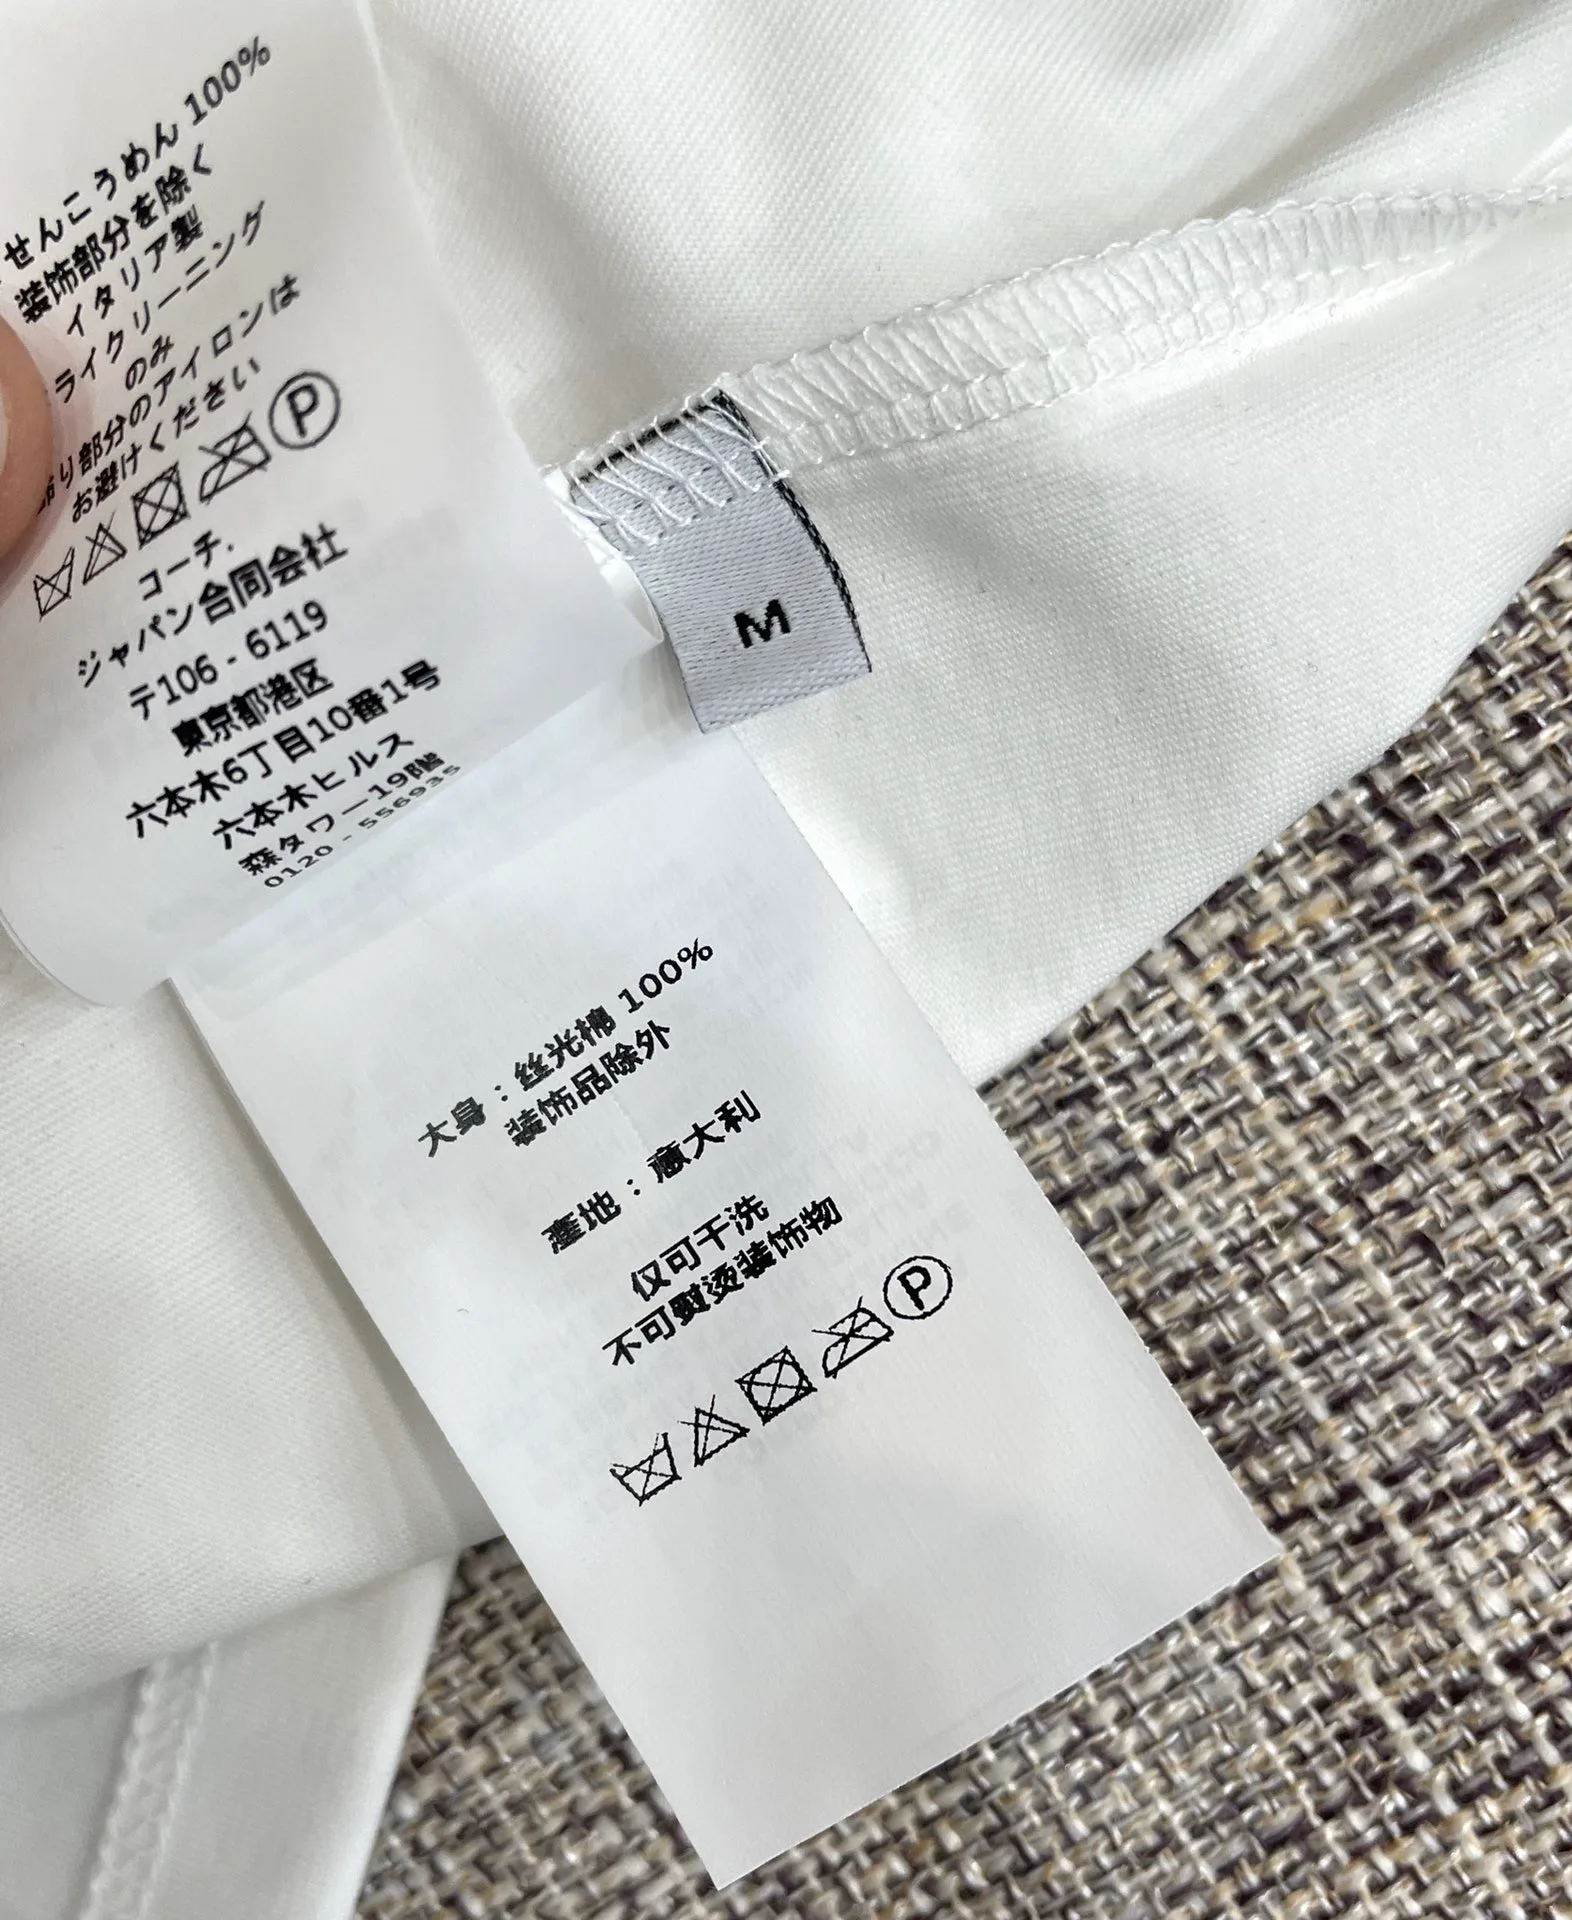 せんこうめん 100%
装飾部分を除く
イタリア製
ライクリーニング
のみ
り部分のアイロンは
お避けください
P
コーチ.
ジャパン合同会社
〒106 - 6119
東京都港区
六本木6丁目10番1号
六本木ヒルス
森タワー19階
0120 - 556935
M
大身：丝光棉 100%
装饰品除外
產地：意大利
仅可干洗
不可熨烫装饰物
P